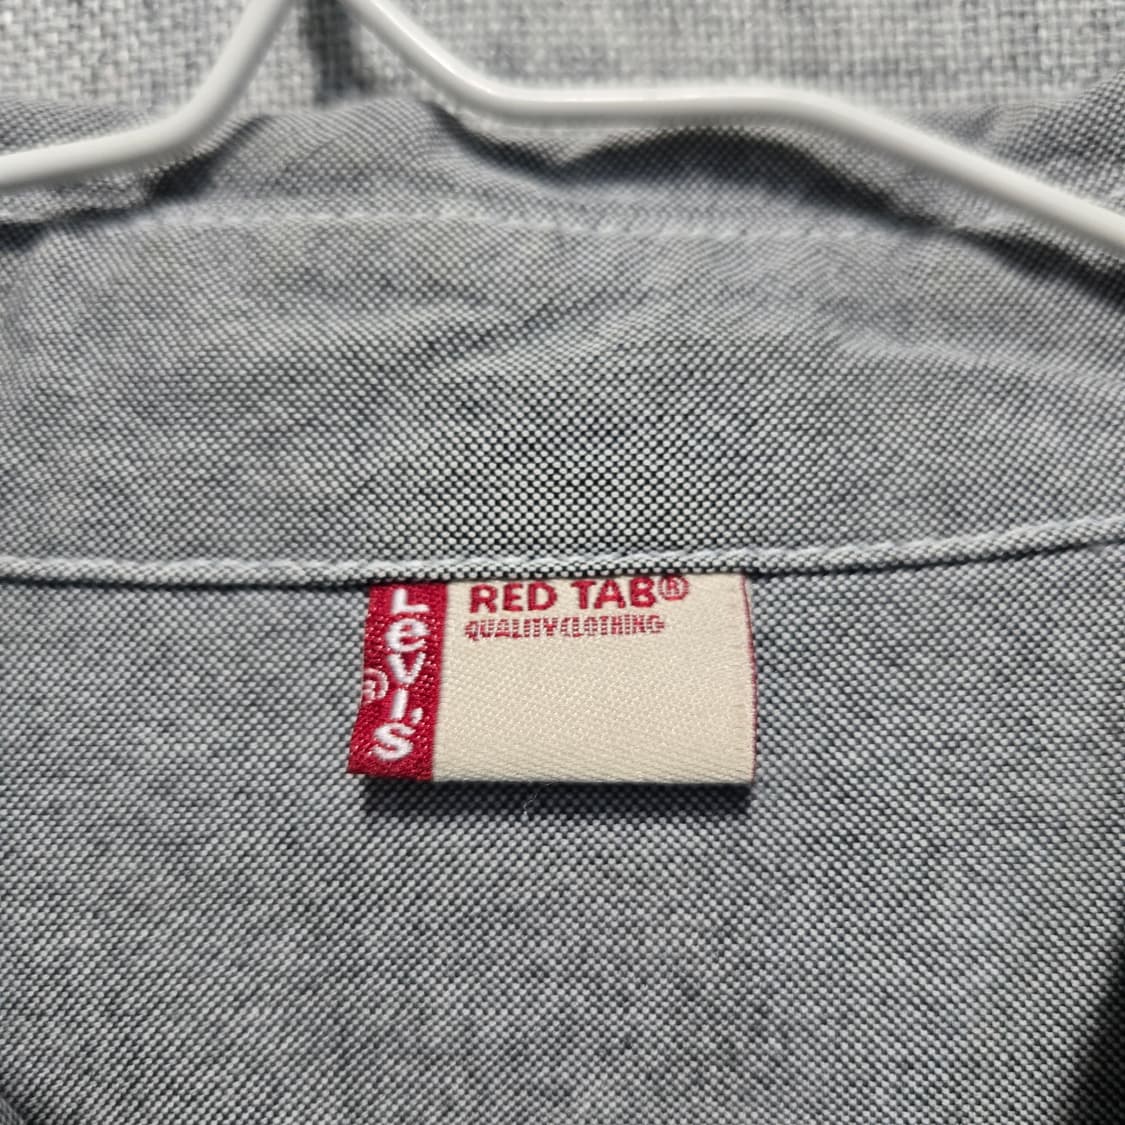 Levi's®
RED TAB®
QUALITY CLOTHING